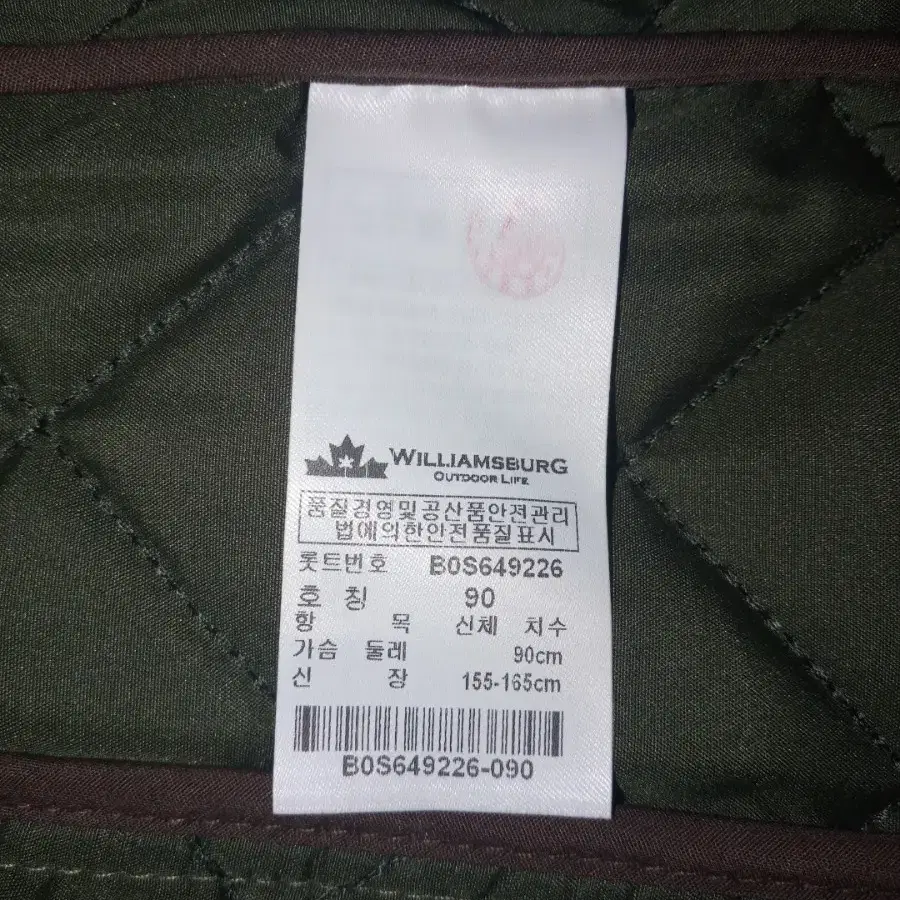 WILLIAMSBURG
OUTDOOR LIFE
품질경영및공산품안전관리
법에의한안전품질표시
롯트번호 B0S649226
호 칭 90
항 목 신체 치수
가슴 둘레 90cm
신 장 155-165cm
B0S649226-090